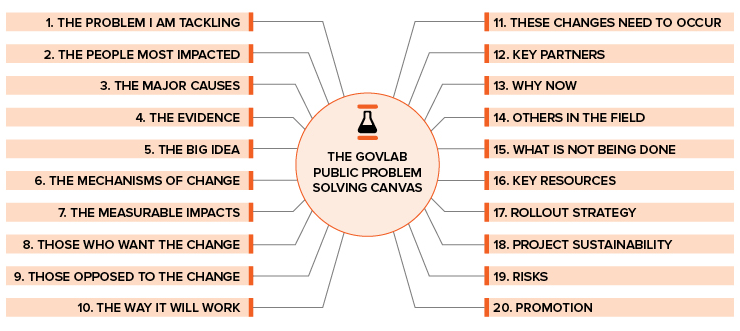 1. THE PROBLEM I AM TACKLING
2. THE PEOPLE MOST IMPACTED
3. THE MAJOR CAUSES
4. THE EVIDENCE
5. THE BIG IDEA
6. THE MECHANISMS OF CHANGE
7. THE MEASURABLE IMPACTS
8. THOSE WHO WANT THE CHANGE
9. THOSE OPPOSED TO THE CHANGE
10. THE WAY IT WILL WORK
THE GOVLAB
PUBLIC PROBLEM
SOLVING CANVAS
11. THESE CHANGES NEED TO OCCUR
12. KEY PARTNERS
13. WHY NOW
14. OTHERS IN THE FIELD
15. WHAT IS NOT BEING DONE
16. KEY RESOURCES
17. ROLLOUT STRATEGY
18. PROJECT SUSTAINABILITY
19. RISKS
20. PROMOTION